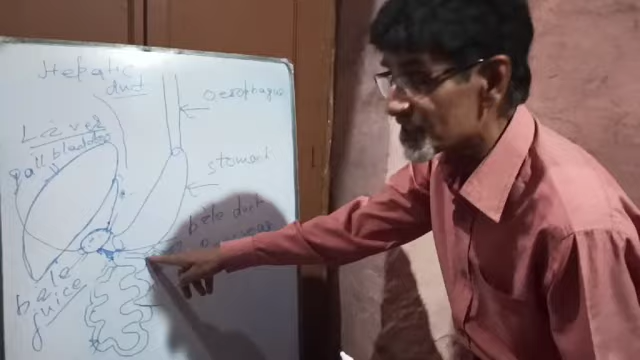 Hepatic
duct
oesophagus
Liver
gall bladder
stomach
bile duct
bile
juice